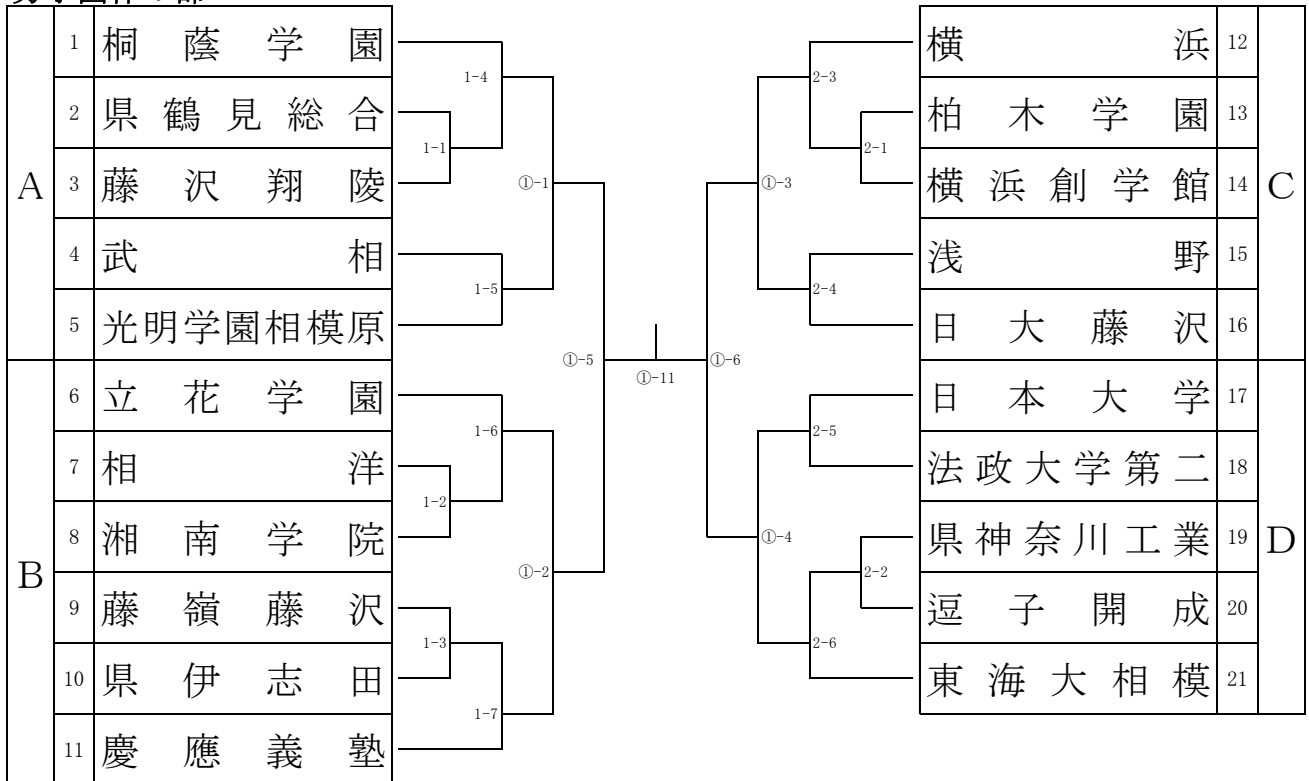 A
1 桐蔭学園
2 県鶴見総合
3 藤沢翔陵
4 武相
5 光明学園相模原
B
6 立花学園
7 相洋
8 湘南学院
9 藤嶺藤沢
10 県伊志田
11 慶應義塾
1-4
1-1
①-1
1-5
①-5
1-6
1-2
①-2
1-3
1-7
①-11
2-3
2-1
①-3
2-4
①-6
2-5
①-4
2-2
2-6
横浜 12
柏木学園 13
横浜創学館 14
浅野 15
日大藤沢 16
C
日本大学 17
法政大学第二 18
県神奈川工業 19
逗子開成 20
東海大相模 21
D